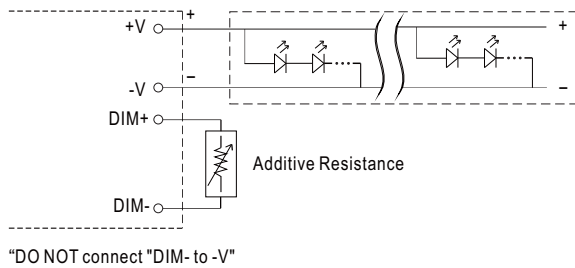 +V
+
+
-V
−
−
DIM+
Additive Resistance
DIM-
“DO NOT connect "DIM- to -V"